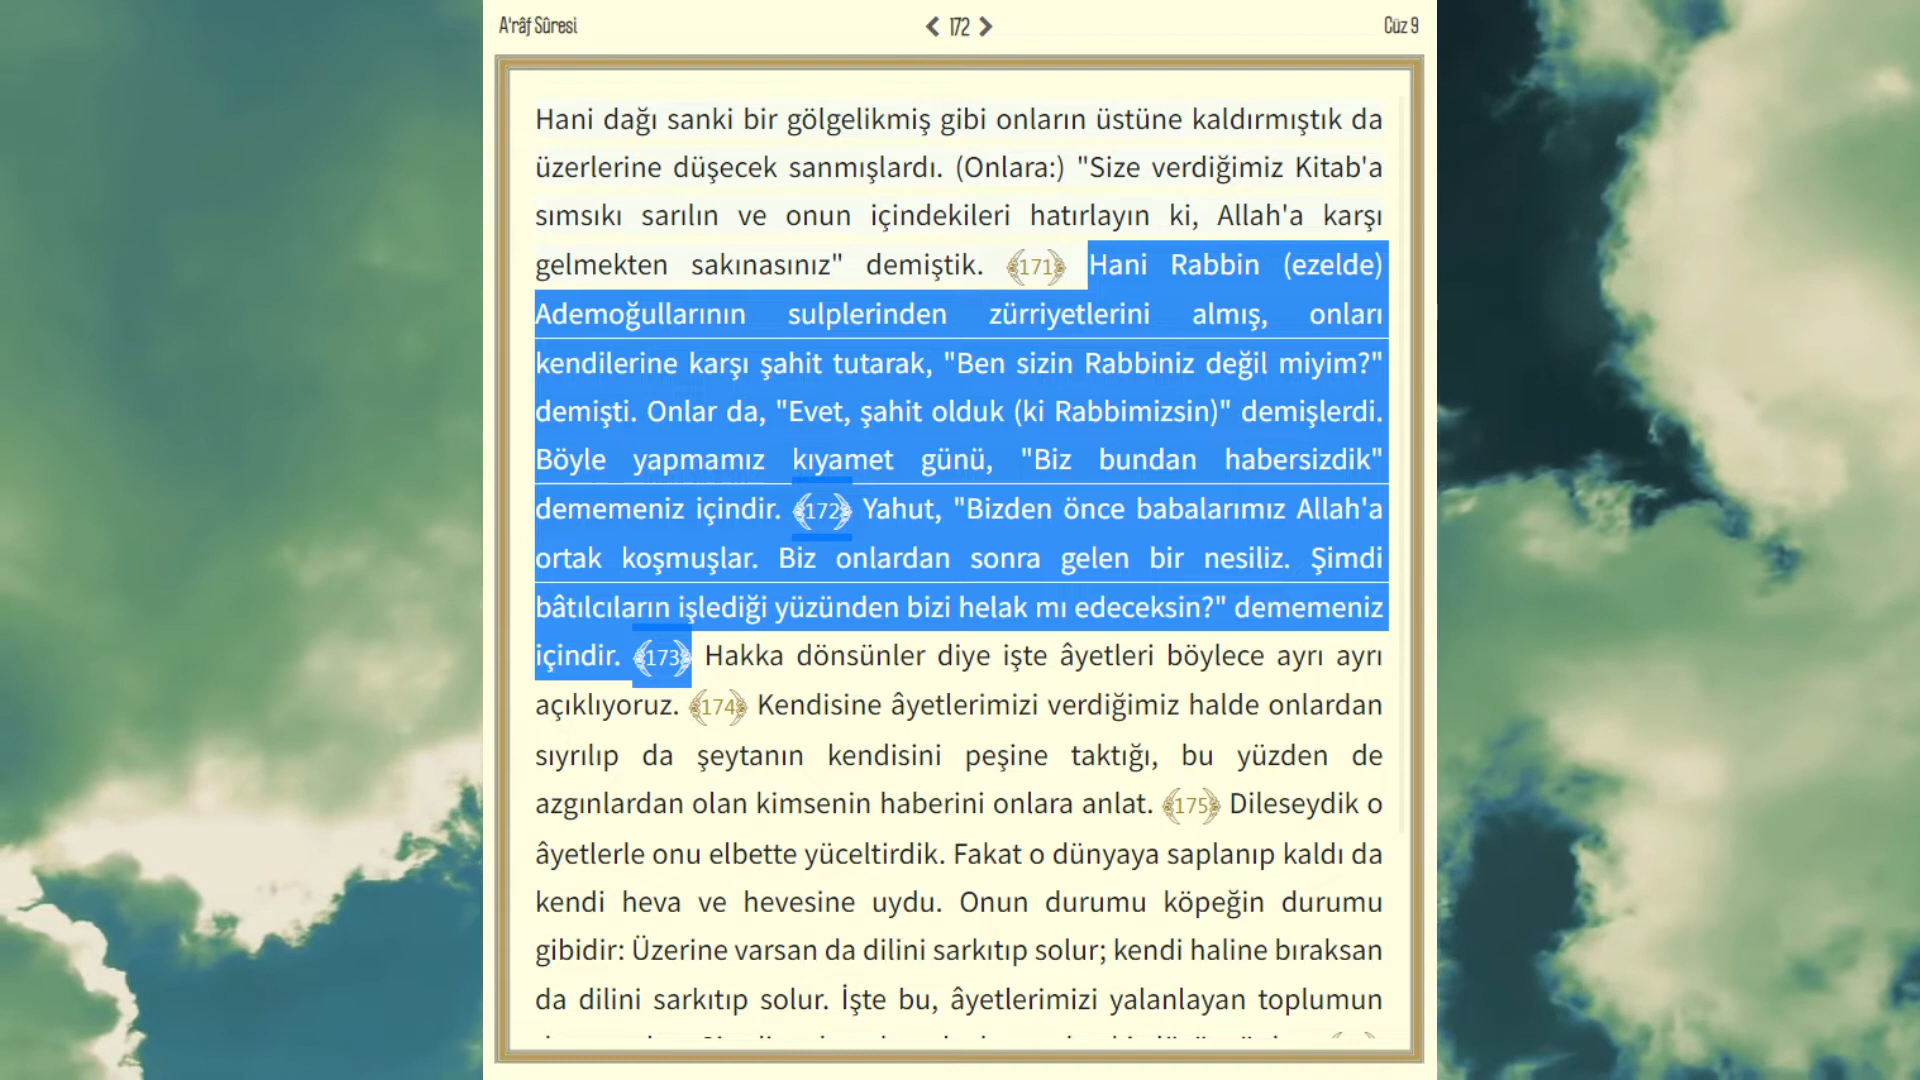 A'râf Sûresi
172
Cüz 9
Hani dağı sanki bir gölgelikmiş gibi onların üstüne kaldırmıştık da
üzerlerine düşecek sanmışlardı. (Onlara:) "Size verdiğimiz Kitab'a
sımsıkı sarılın ve onun içindekileri hatırlayın ki, Allah'a karşı
gelmekten sakınasınız" demiştik. ﴾171﴿ Hani Rabbin (ezelde)
Ademoğullarının sulplerinden zürriyetlerini almış, onları
kendilerine karşı şahit tutarak, "Ben sizin Rabbiniz değil miyim?"
demişti. Onlar da, "Evet, şahit olduk (ki Rabbimizsin)" demişlerdi.
Böyle yapmamız kıyamet günü, "Biz bundan habersizdik"
dememeniz içindir. ﴾172﴿ Yahut, "Bizden önce babalarımız Allah'a
ortak koşmuşlar. Biz onlardan sonra gelen bir nesiliz. Şimdi
bâtılcıların işlediği yüzünden bizi helak mı edeceksin?" dememeniz
içindir. ﴾173﴿ Hakka dönsünler diye işte âyetleri böylece ayrı ayrı
açıklıyoruz. ﴾174﴿ Kendisine âyetlerimizi verdiğimiz halde onlardan
sıyrılıp da şeytanın kendisini peşine taktığı, bu yüzden de
azgınlardan olan kimsenin haberini onlara anlat. ﴾175﴿ Dileseydik o
âyetlerle onu elbette yüceltirdik. Fakat o dünyaya saplanıp kaldı da
kendi heva ve hevesine uydu. Onun durumu köpeğin durumu
gibidir: Üzerine varsan da dilini sarkıtıp solur; kendi haline bıraksan
da dilini sarkıtıp solur. İşte bu, âyetlerimizi yalanlayan toplumun